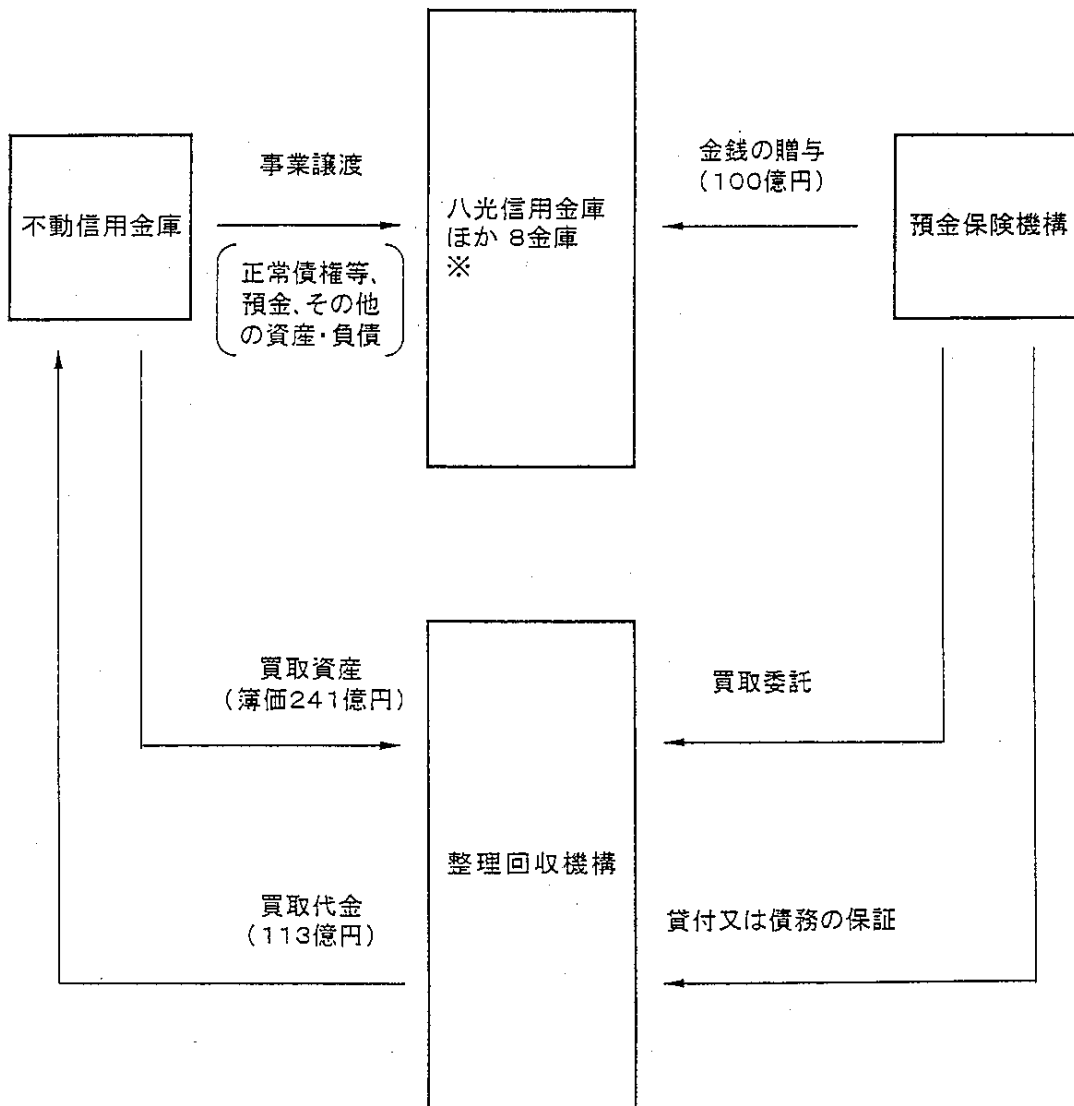 不動信用金庫
事業譲渡
正常債権等、
預金、その他
の資産・負債
八光信用金庫
ほか 8金庫
※
金銭の贈与
(100億円)
預金保険機構
買取資産
(簿価241億円)
買取委託
整理回収機構
買取代金
(113億円)
貸付又は債務の保証